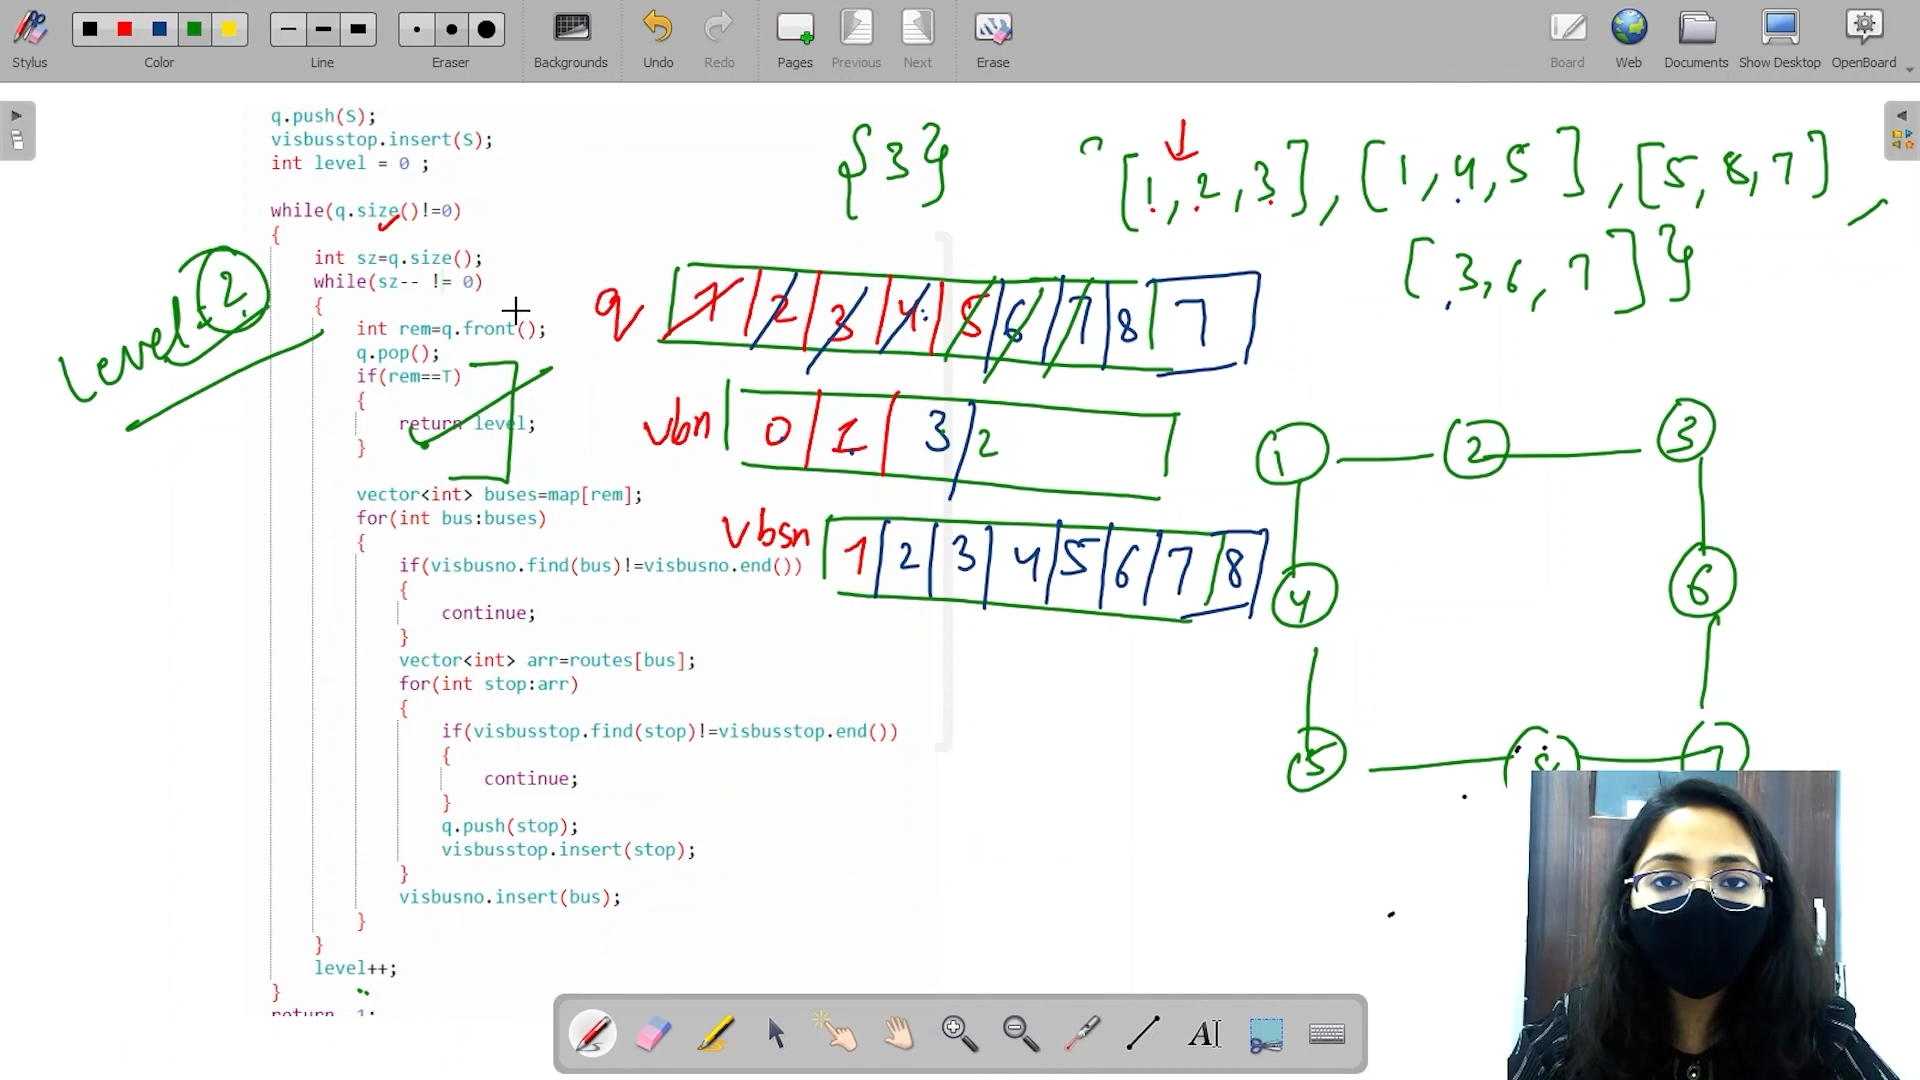 Stylus
Color
Line
Eraser
Backgrounds
Undo
Redo
Pages
Previous
Next
Erase
Board
Web
Documents
Show Desktop
OpenBoard
q.push(S);
visbusstop.insert(S);
int level = 0 ;
while(q.size()!=0)
{
int sz=q.size();
while(sz-- != 0)
{
int rem=q.front();
q.pop();
if(rem==T)
{
return level;
}
vector<int> buses=map[rem];
for(int bus:buses)
{
if(visbusno.find(bus)!=visbusno.end())
{
continue;
}
vector<int> arr=routes[bus];
for(int stop:arr)
{
if(visbusstop.find(stop)!=visbusstop.end())
{
continue;
}
q.push(stop);
visbusstop.insert(stop);
}
visbusno.insert(bus);
}
}
level++;
}
Level 2
{3}
[1,2,3], [1,4,5], [5,8,7],
[3,6,7]}
q 1 2 3 4 5 6 7 8 7
vbn 0 1 3 2
vbsn 1 2 3 4 5 6 7 8
1 2 3
4 6
5 8 7
AI